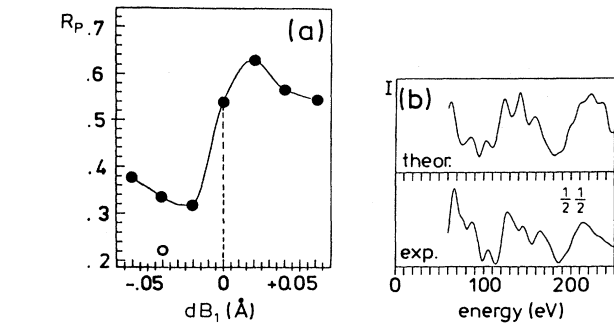 (a)
R_P .7
.6
.5
.4
.3
.2
-.05 0 +0.05
dB₁ (Å)
I (b)
theor.
½ ½
exp.
0 100 200
energy (eV)